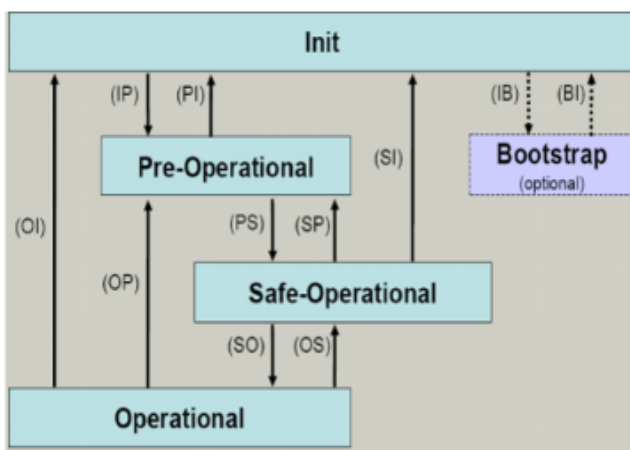 Init
(IP)
(PI)
(IB)
(BI)
(SI)
Pre-Operational
Bootstrap
(optional)
(OI)
(PS)
(SP)
(OP)
Safe-Operational
(SO)
(OS)
Operational